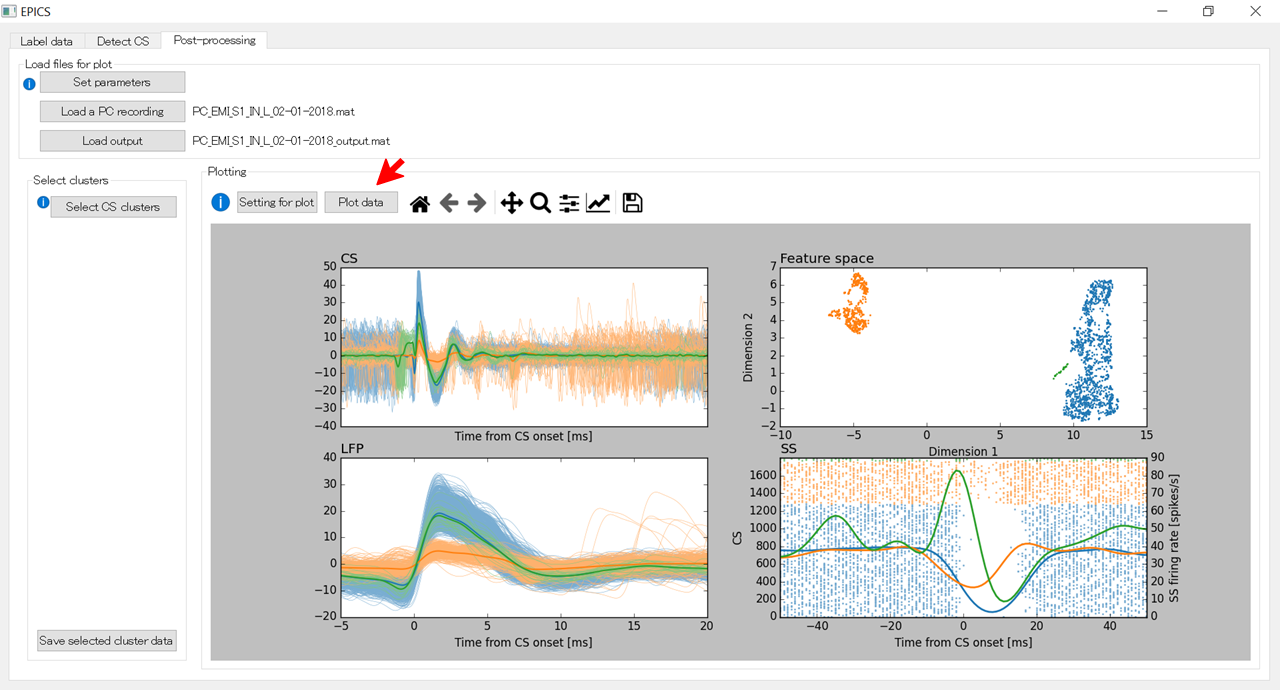 EPICS
Label data
Detect CS
Post-processing
Load files for plot
Set parameters
Load a PC recording
PC_EMI_S1_IN_L_02-01-2018.mat
Load output
PC_EMI_S1_IN_L_02-01-2018_output.mat
Select clusters
Select CS clusters
Save selected cluster data
Plotting
Setting for plot
Plot data
CS
50
40
30
20
10
0
−10
−20
−30
−40
Time from CS onset [ms]
Feature space
7
6
5
4
3
2
1
0
−1
−2
Dimension 2
−10
−5
0
5
10
15
Dimension 1
LFP
40
30
20
10
0
−10
−20
−5
0
5
10
15
20
Time from CS onset [ms]
SS
1600
1400
1200
1000
800
600
400
200
0
CS
90
80
70
60
50
40
30
20
10
0
SS firing rate [spikes/s]
−40
−20
0
20
40
Time from CS onset [ms]